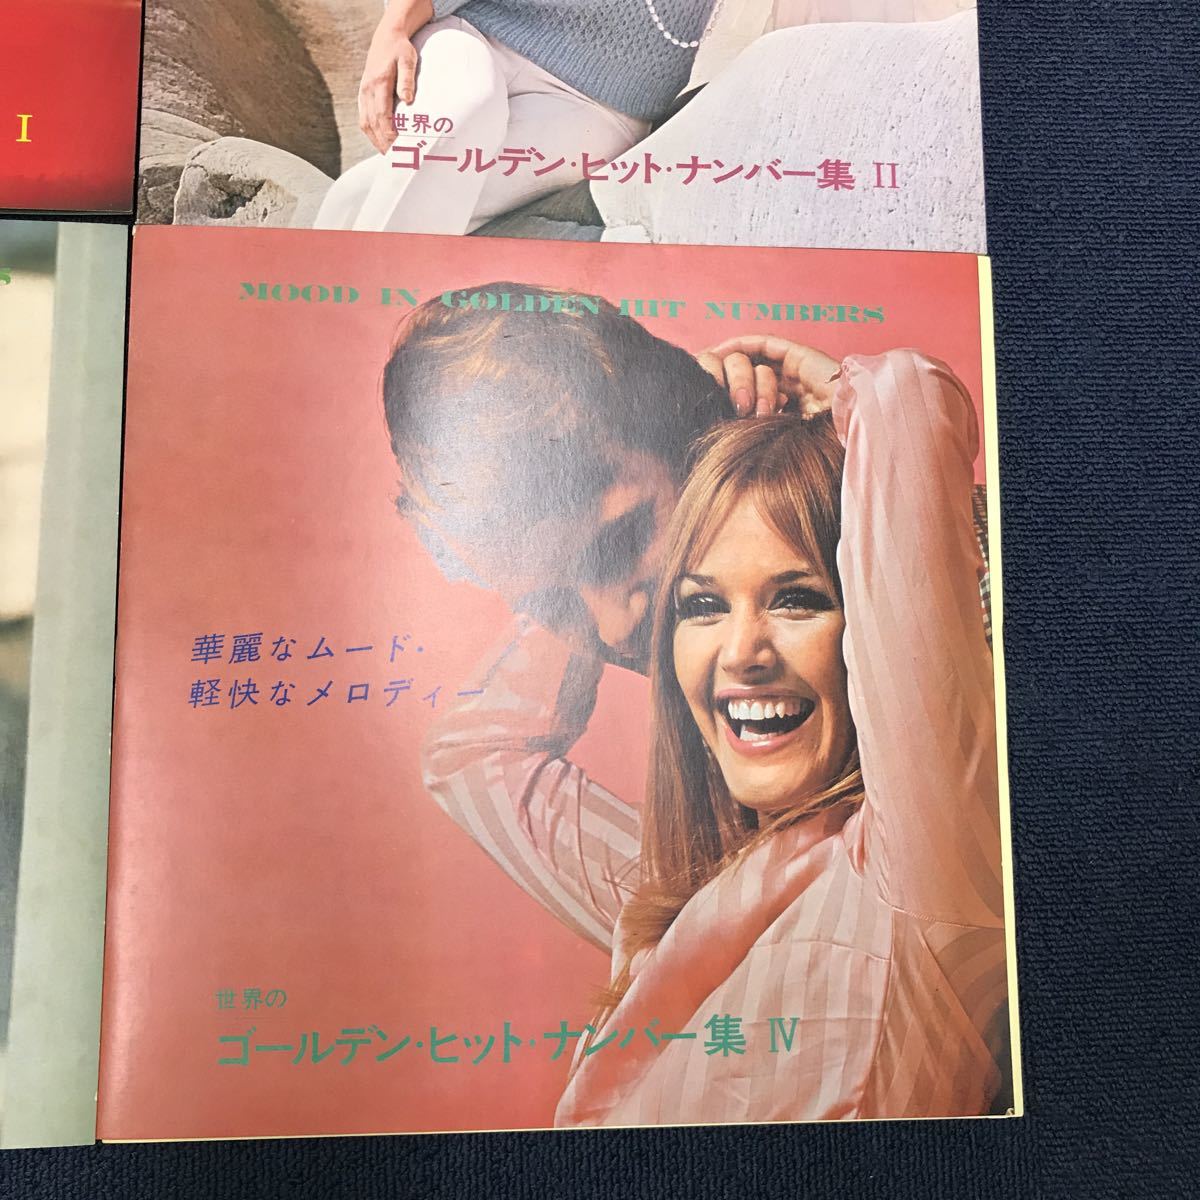 I
世界の
ゴールデン・ヒット・ナンバー集 II
S
MOOD IN GOLDEN HIT NUMBERS
華麗なムード・
軽快なメロディー
世界の
ゴールデン・ヒット・ナンバー集 IV